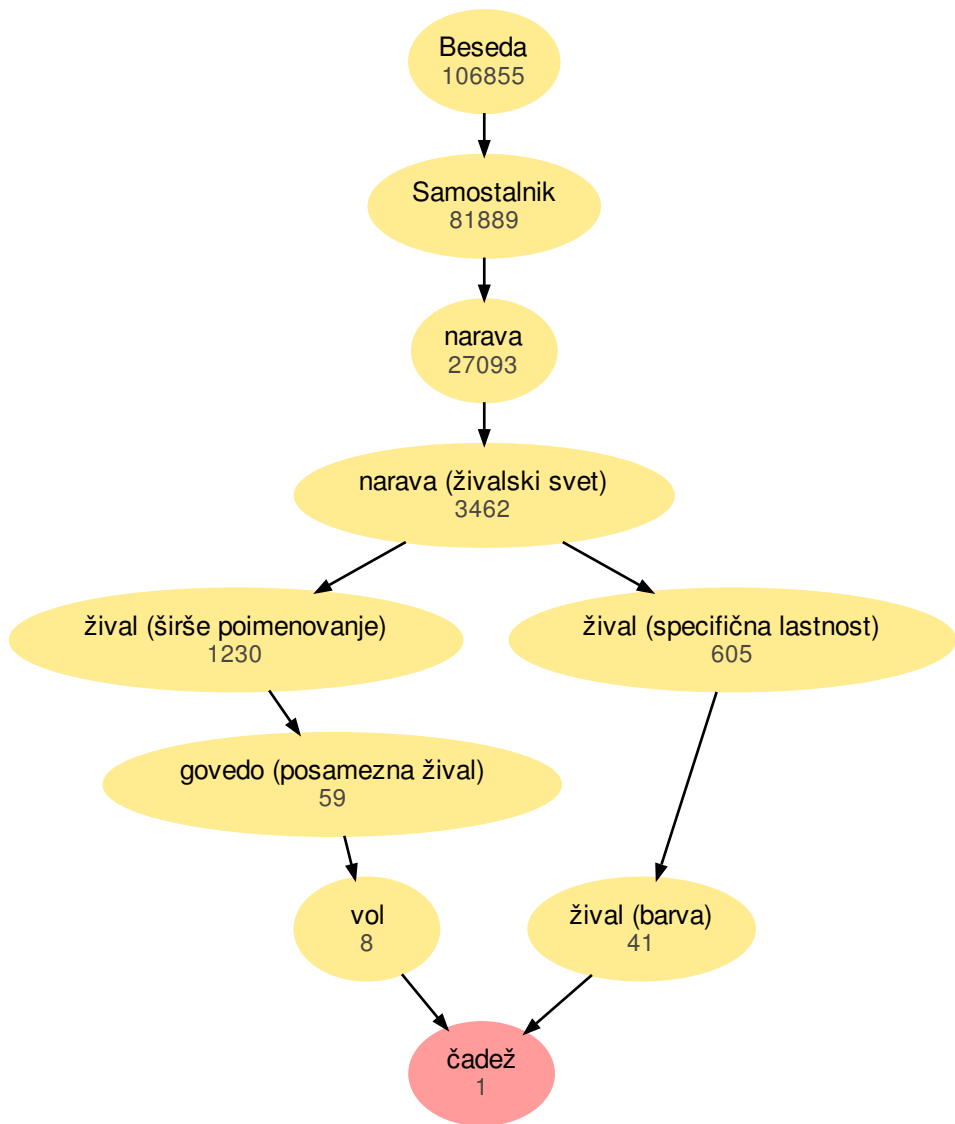 Beseda
106855
Samostalnik
81889
narava
27093
narava (živalski svet)
3462
žival (širše poimenovanje)
1230
žival (specifična lastnost)
605
govedo (posamezna žival)
59
vol
8
žival (barva)
41
čadež
1